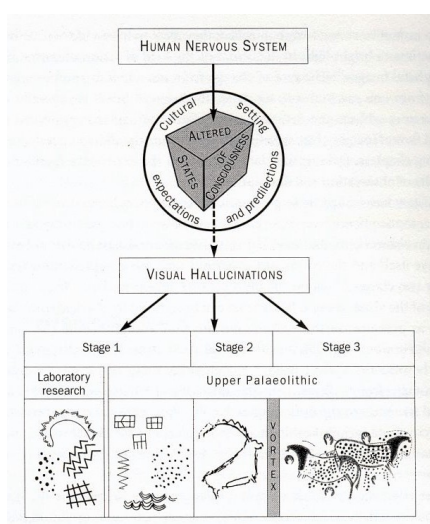 HUMAN NERVOUS SYSTEM
Cultural setting
ALTERED
STATES OF
CONSCIOUSNESS
expectations and predilections
VISUAL HALLUCINATIONS
Stage 1 Stage 2 Stage 3
Laboratory research Upper Palaeolithic
VORTEX